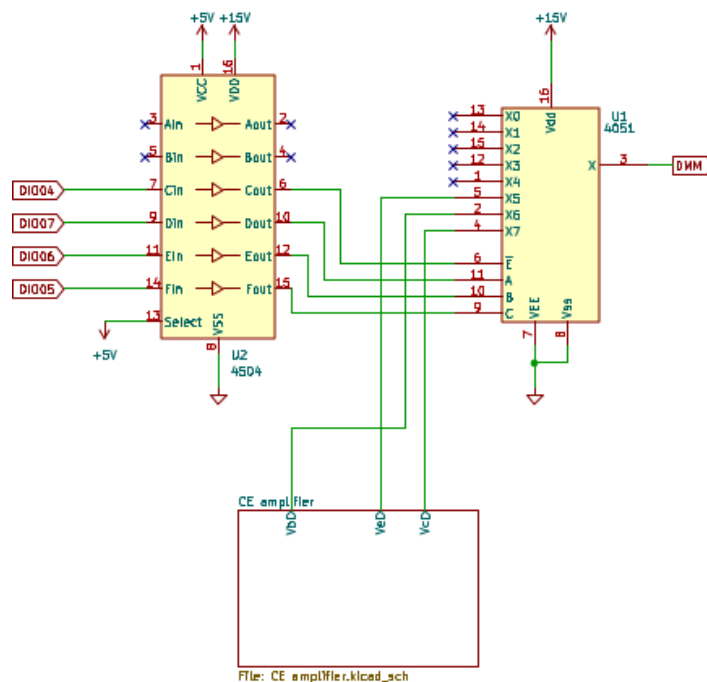 +5V +15V
1 16
VCC VDD
3 AIn Aout 2
5 BIn Bout 4
DIO04 7 CIn Cout 6
DIO07 9 DIn Dout 10
DIO06 11 EIn Eout 12
DIO05 14 FIn Fout 15
13 Select
VSS
8
+5V
U2
4504
+15V
16
Vdd
U1
4051
13 X0
14 X1
15 X2
12 X3
1 X4
5 X5
2 X6
4 X7
X 3 DMM
6 E
11 A
10 B
9 C
VEE Vss
7 8
CE amplifier
VbD VeD VcD
File: CE amplifier.kicad_sch